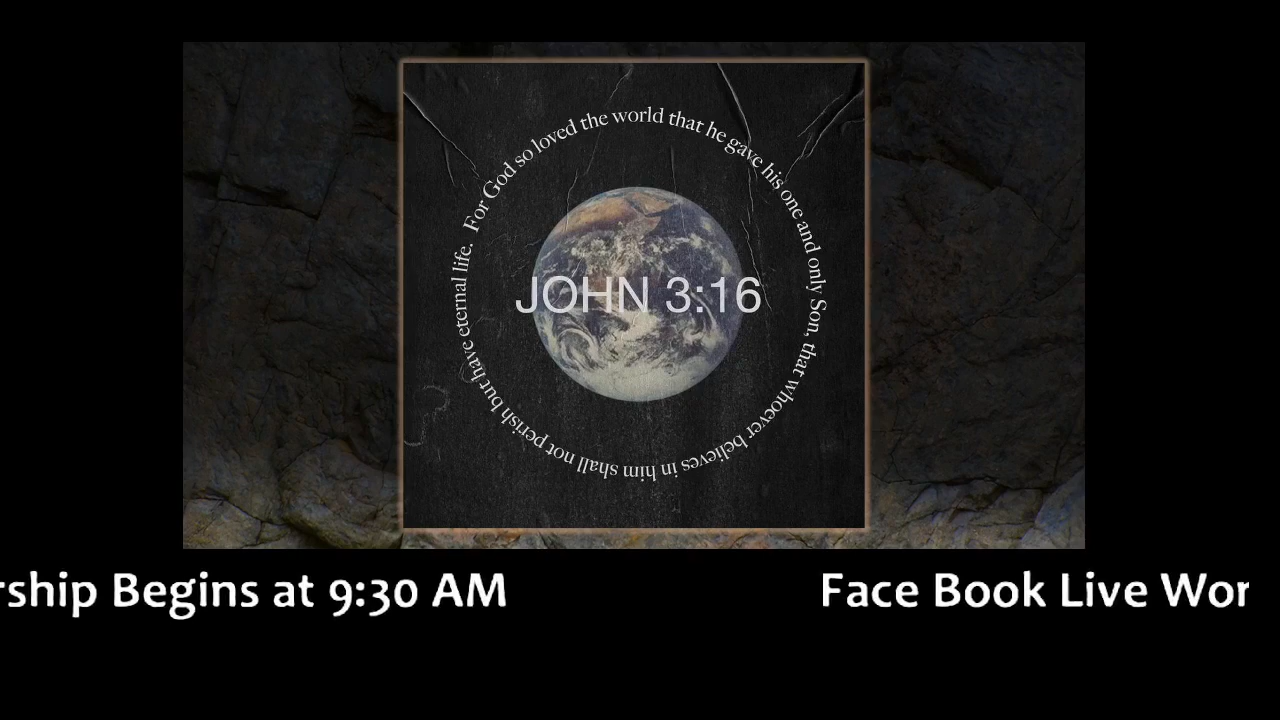 For God so loved the world that he gave his one and only Son, that whoever believes in him shall not perish but have eternal life.
JOHN 3:16
rship Begins at 9:30 AM
Face Book Live Wor